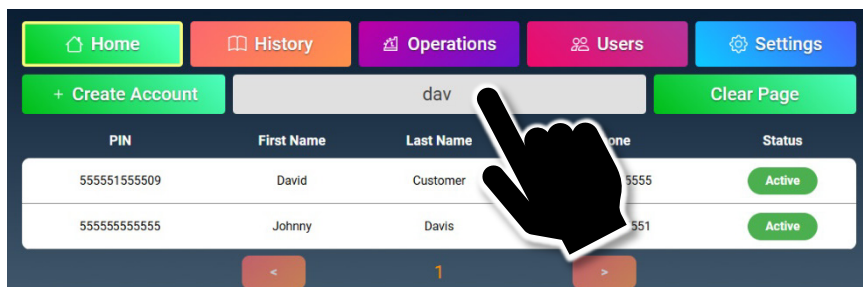 Home History Operations Users Settings
+ Create Account dav Clear Page
PIN First Name Last Name one Status
555551555509 David Customer 5555 Active
555555555555 Johnny Davis 551 Active
< 1 >